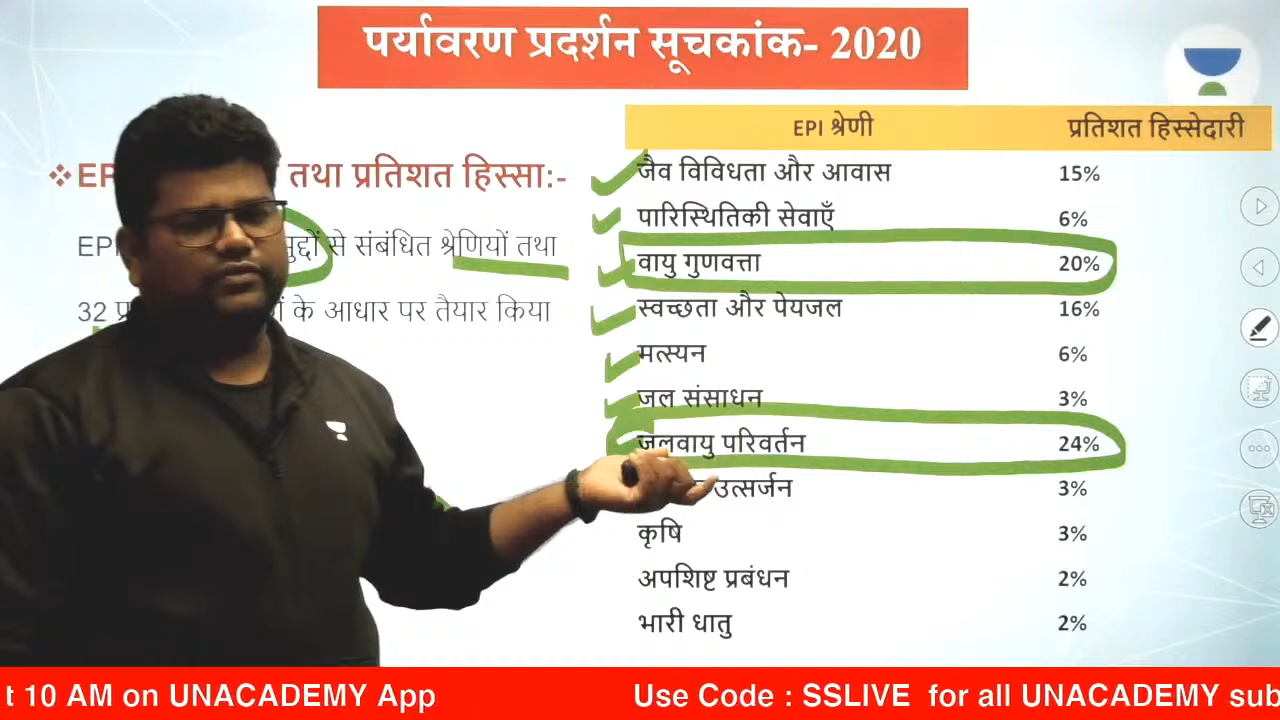 पर्यावरण प्रदर्शन सूचकांक- 2020
तथा प्रतिशत हिस्सा:-
EPI
से संबंधित श्रेणियों तथा
32
के आधार पर तैयार किया
EPI श्रेणी प्रतिशत हिस्सेदारी
जैव विविधता और आवास 15%
पारिस्थितिकी सेवाएँ 6%
वायु गुणवत्ता 20%
स्वच्छता और पेयजल 16%
मत्स्यन 6%
जल संसाधन 3%
जलवायु परिवर्तन 24%
उत्सर्जन 3%
कृषि 3%
अपशिष्ट प्रबंधन 2%
भारी धातु 2%
t 10 AM on UNACADEMY App Use Code : SSLIVE for all UNACADEMY sub